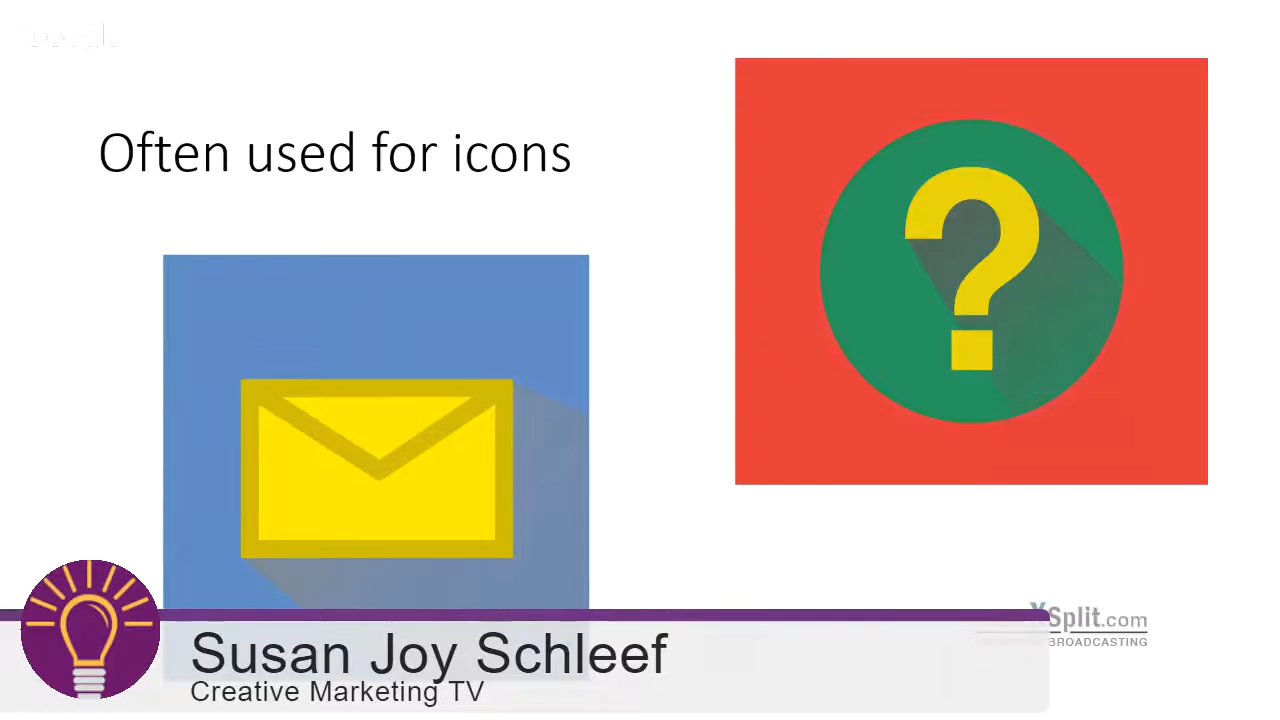 Often used for icons
?
XSplit.com
BROADCASTING
Susan Joy Schleef
Creative Marketing TV